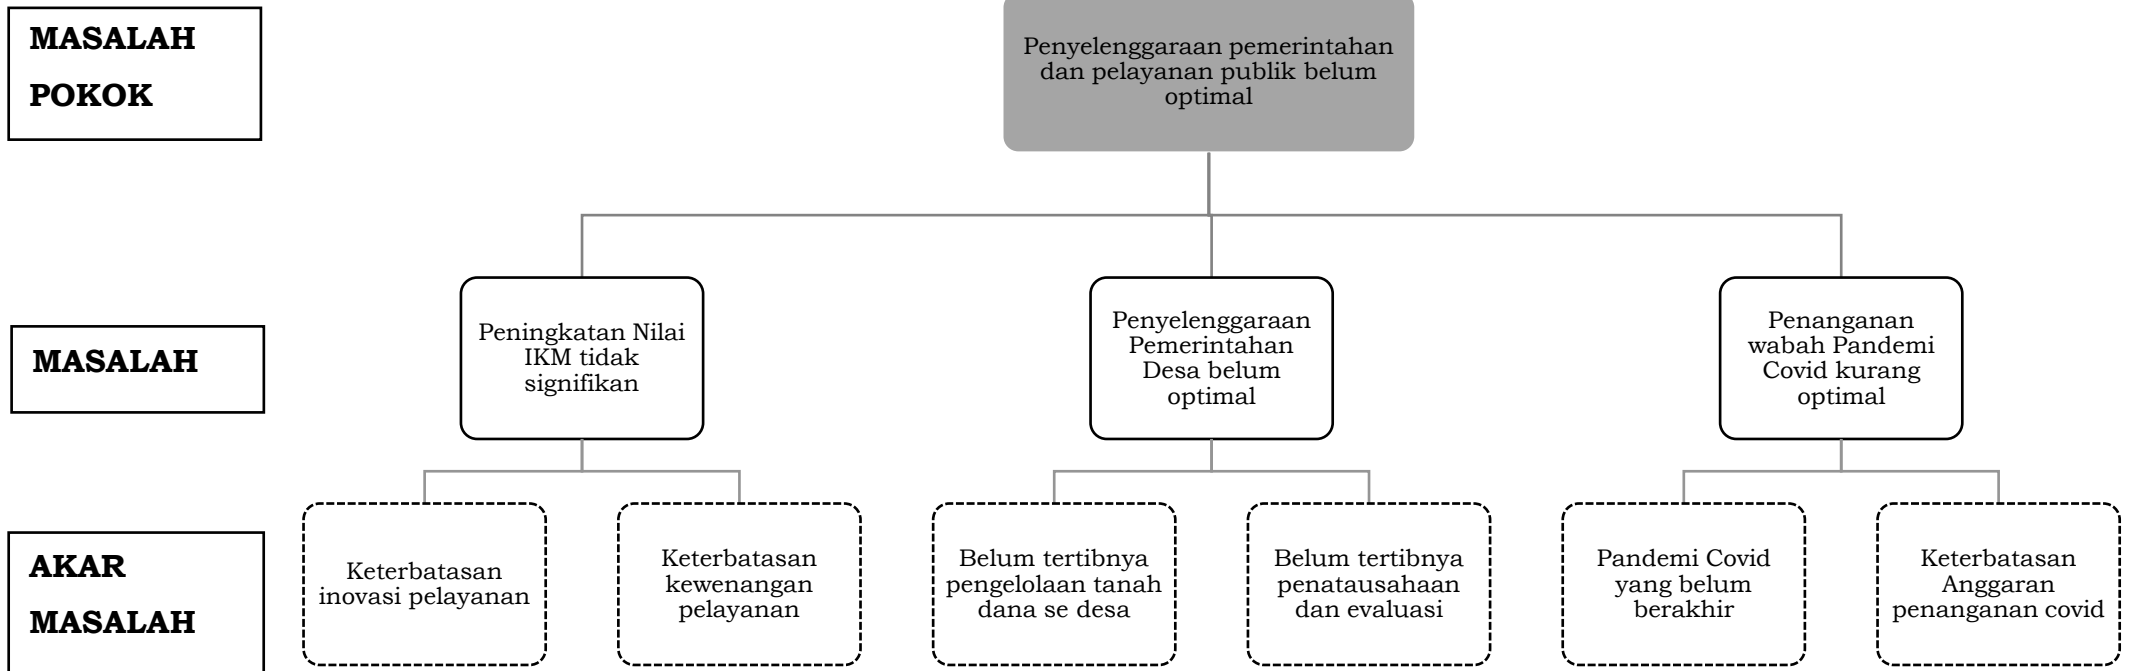 MASALAH
POKOK
Penyelenggaraan pemerintahan
dan pelayanan publik belum
optimal
MASALAH
Peningkatan Nilai
IKM tidak
signifikan
Penyelenggaraan
Pemerintahan
Desa belum
optimal
Penanganan
wabah Pandemi
Covid kurang
optimal
AKAR
MASALAH
Keterbatasan
inovasi pelayanan
Keterbatasan
kewenangan
pelayanan
Belum tertibnya
pengelolaan tanah
dana se desa
Belum tertibnya
penatausahaan
dan evaluasi
Pandemi Covid
yang belum
berakhir
Keterbatasan
Anggaran
penanganan covid